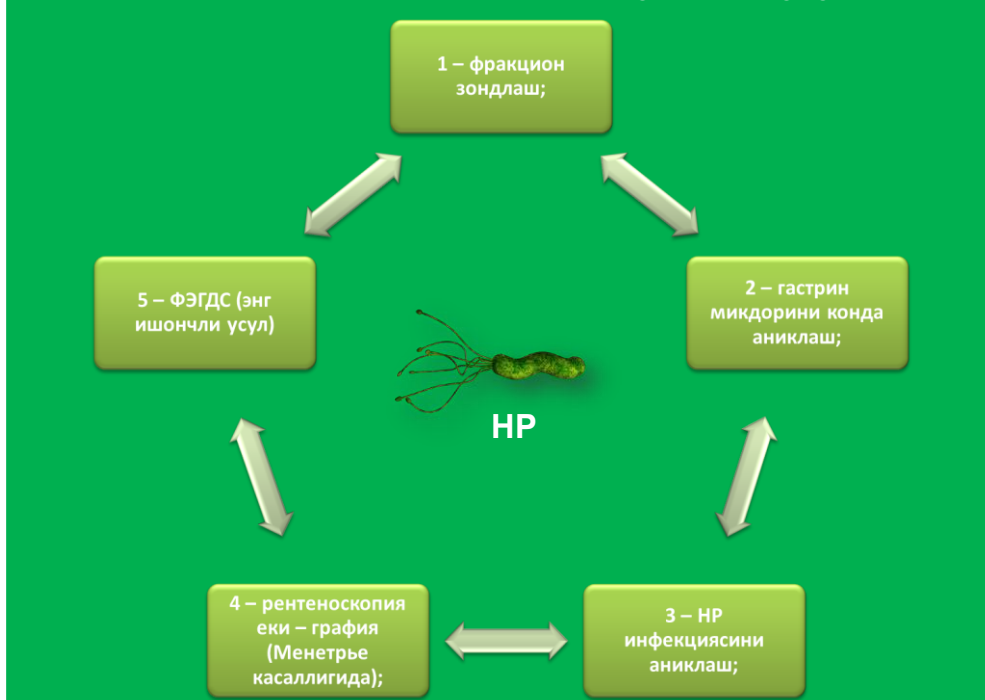 1 – фракцион
зондлаш;
2 – гастрин
микдорини конда
аниклаш;
3 – НР
инфекциясини
аниклаш;
4 – рентеноскопия
еки – графия
(Менетрье
касаллигида);
5 – ФЭГДС (энг
ишончли усул)
НР